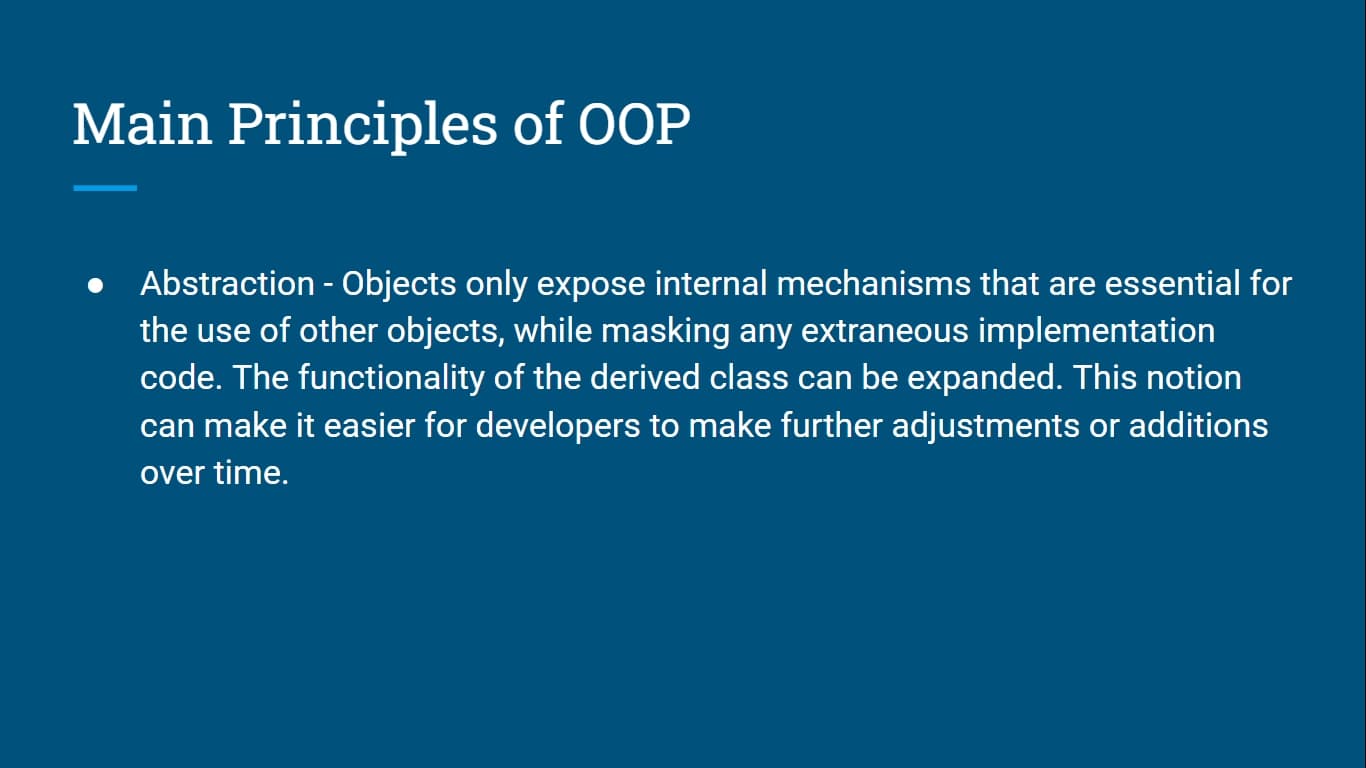 Main Principles of OOP
● Abstraction - Objects only expose internal mechanisms that are essential for
the use of other objects, while masking any extraneous implementation
code. The functionality of the derived class can be expanded. This notion
can make it easier for developers to make further adjustments or additions
over time.